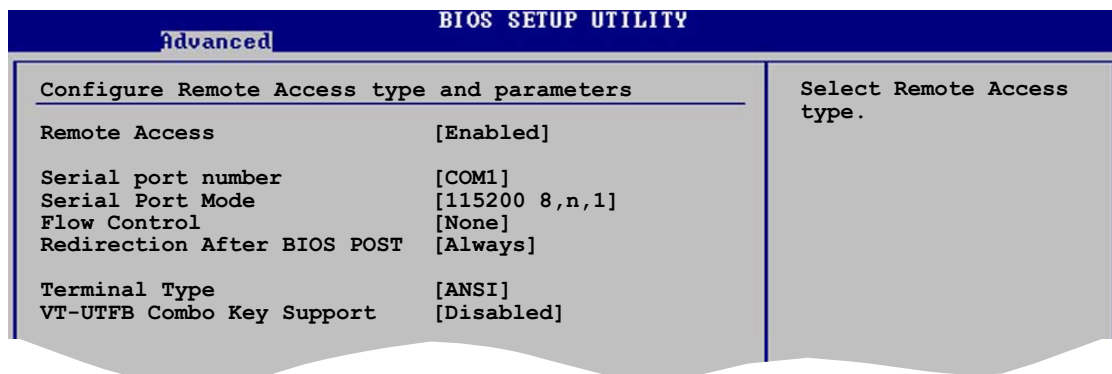 BIOS SETUP UTILITY
Advanced
Configure Remote Access type and parameters
Remote Access [Enabled]
Serial port number [COM1]
Serial Port Mode [115200 8,n,1]
Flow Control [None]
Redirection After BIOS POST [Always]
Terminal Type [ANSI]
VT-UTFB Combo Key Support [Disabled]
Select Remote Access
type.